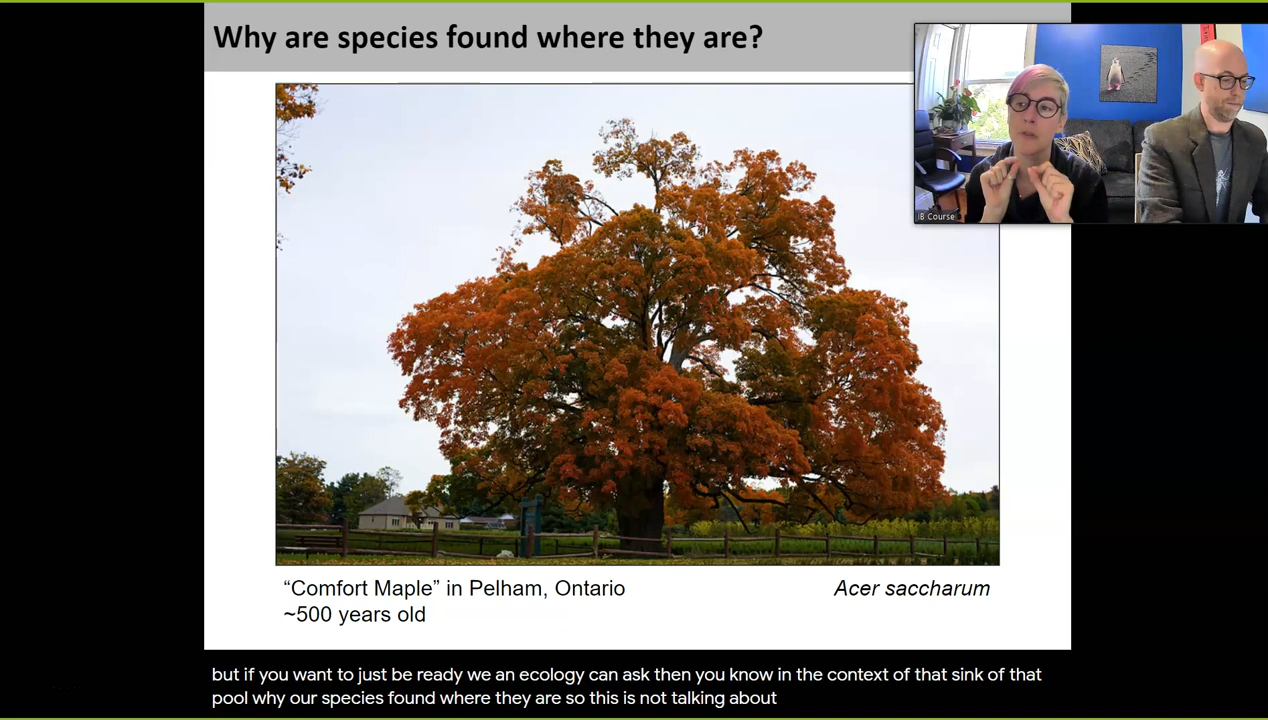 Why are species found where they are?
IB Course
“Comfort Maple” in Pelham, Ontario
Acer saccharum
~500 years old
but if you want to just be ready we an ecology can ask then you know in the context of that sink of that
pool why our species found where they are so this is not talking about